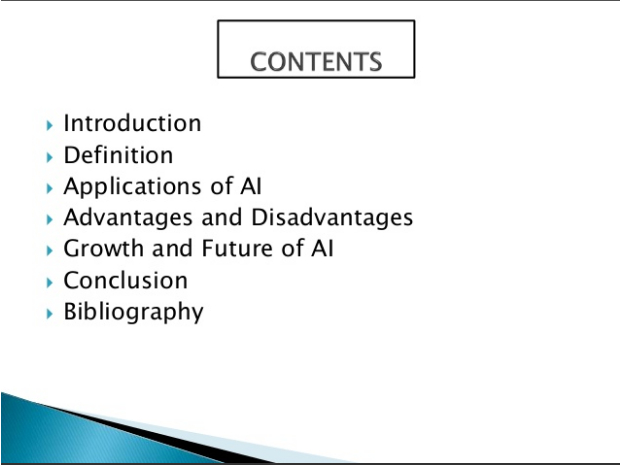 CONTENTS
Introduction
Definition
Applications of AI
Advantages and Disadvantages
Growth and Future of AI
Conclusion
Bibliography